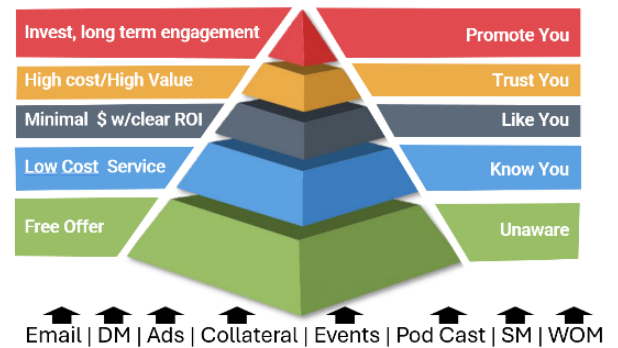 Invest, long term engagement
Promote You
High cost/High Value
Trust You
Minimal $ w/clear ROI
Like You
Low Cost Service
Know You
Free Offer
Unaware
Email | DM | Ads | Collateral | Events | Pod Cast | SM | WOM